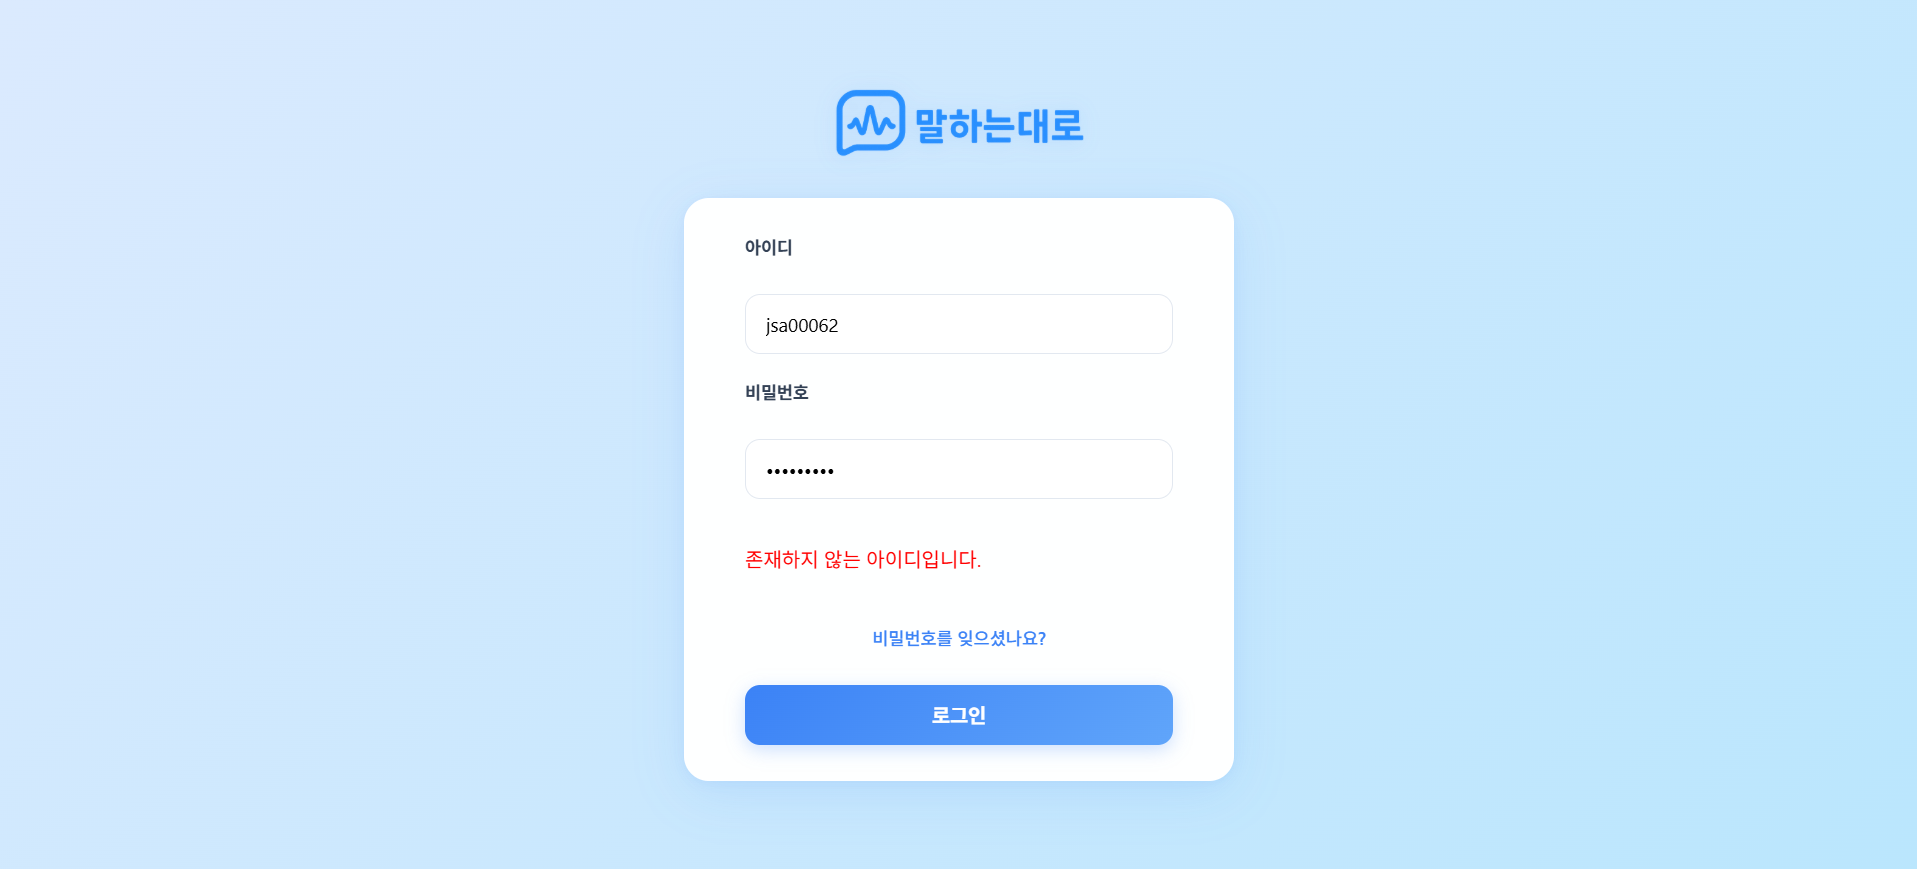 말하는대로
아이디
jsa00062
비밀번호
•••••••••
존재하지 않는 아이디입니다.
비밀번호를 잊으셨나요?
로그인